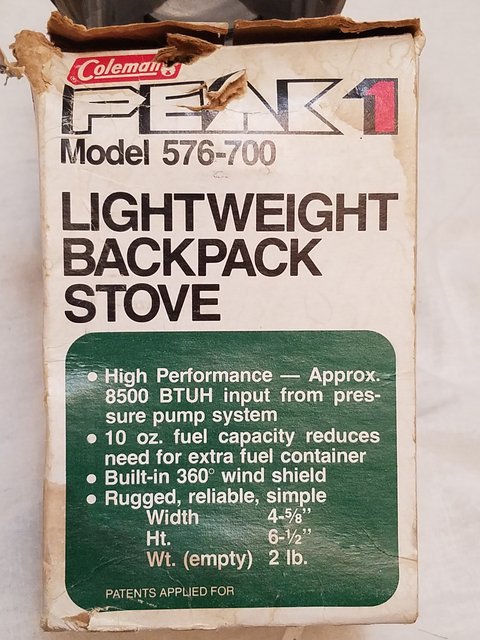 Coleman
PEAK 1
Model 576-700
LIGHTWEIGHT
BACKPACK
STOVE
● High Performance — Approx.
8500 BTUH input from pres-
sure pump system
● 10 oz. fuel capacity reduces
need for extra fuel container
● Built-in 360° wind shield
● Rugged, reliable, simple
Width 4-5/8"
Ht. 6-1/2"
Wt. (empty) 2 lb.
PATENTS APPLIED FOR